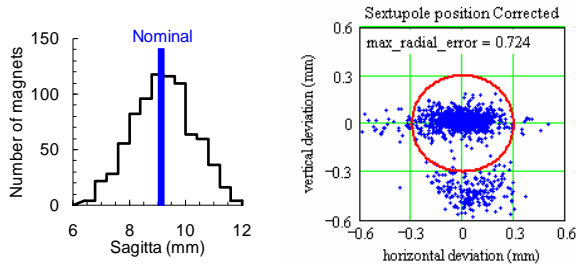 Nominal
Number of magnets
150
100
50
0
6
8
10
12
Sagitta (mm)
Sextupole position Corrected
max_radial_error = 0.724
vertical deviation (mm)
0.6
0.3
0
−0.3
−0.6
−0.6
−0.3
0
0.3
0.6
horizontal deviation (mm)